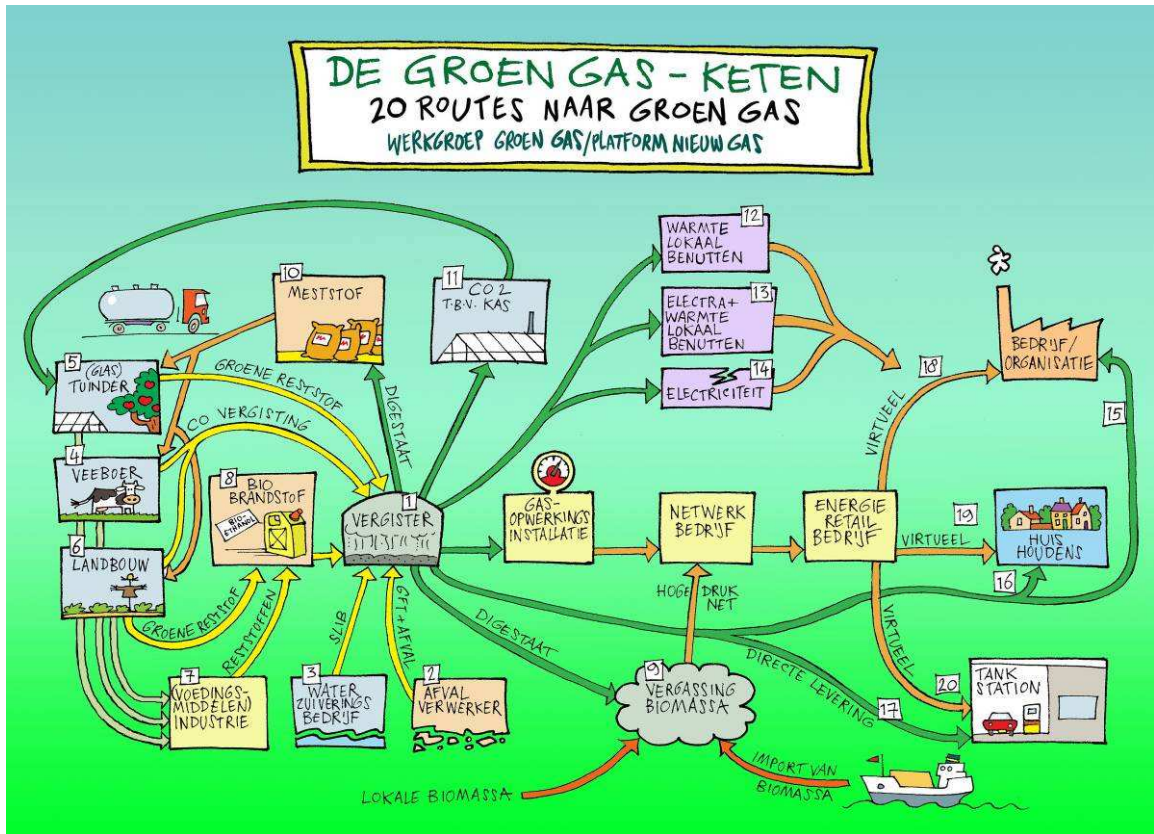 DE GROEN GAS - KETEN
20 ROUTES NAAR GROEN GAS
WERKGROEP GROEN GAS/PLATFORM NIEUW GAS
12
WARMTE
LOKAAL
BENUTTEN
10
MESTSTOF
11
CO2
T.B.V. KAS
13
ELECTRA+
WARMTE
LOKAAL
BENUTTEN
14
ELECTRICITEIT
BEDRIJF/
ORGANISATIE
5
(GLAS)
TUINDER
GROENE RESTSTOF
CO VERGISTING
DIGESTAAT
18
VIRTUEEL
15
4
VEEBOER
8
BIO
BRANDSTOF
BIO-
ETHANOL
1
VERGISTER
GAS-
OPWERKINGS
INSTALLATIE
NETWERK
BEDRIJF
ENERGIE
RETAIL
BEDRIJF
19
VIRTUEEL
HUIS
HOUDENS
16
6
LANDBOUW
GROENE RESTSTOF
RESTSTOFFEN
SLIB
GFT+AFVAL
DIGESTAAT
HOGE DRUK
NET
DIRECTE LEVERING
17
VIRTUEEL
20
TANK
STATION
7
VOEDINGS-
(MIDDELEN)
INDUSTRIE
3
WATER
ZUIVERINGS
BEDRIJF
2
AFVAL
VERWERKER
9
VERGASSING
BIOMASSA
LOKALE BIOMASSA
IMPORT VAN
BIOMASSA